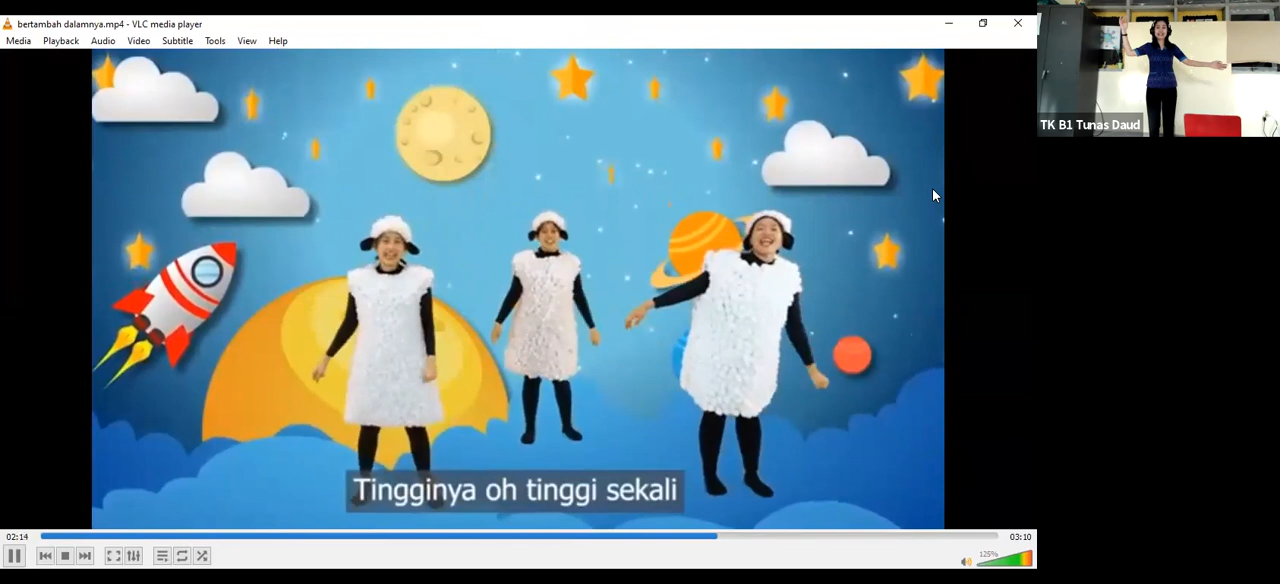 bertambah dalamnya.mp4 - VLC media player
Media Playback Audio Video Subtitle Tools View Help
TK B1 Tunas Daud
Tingginya oh tinggi sekali
02:14
03:10
125%